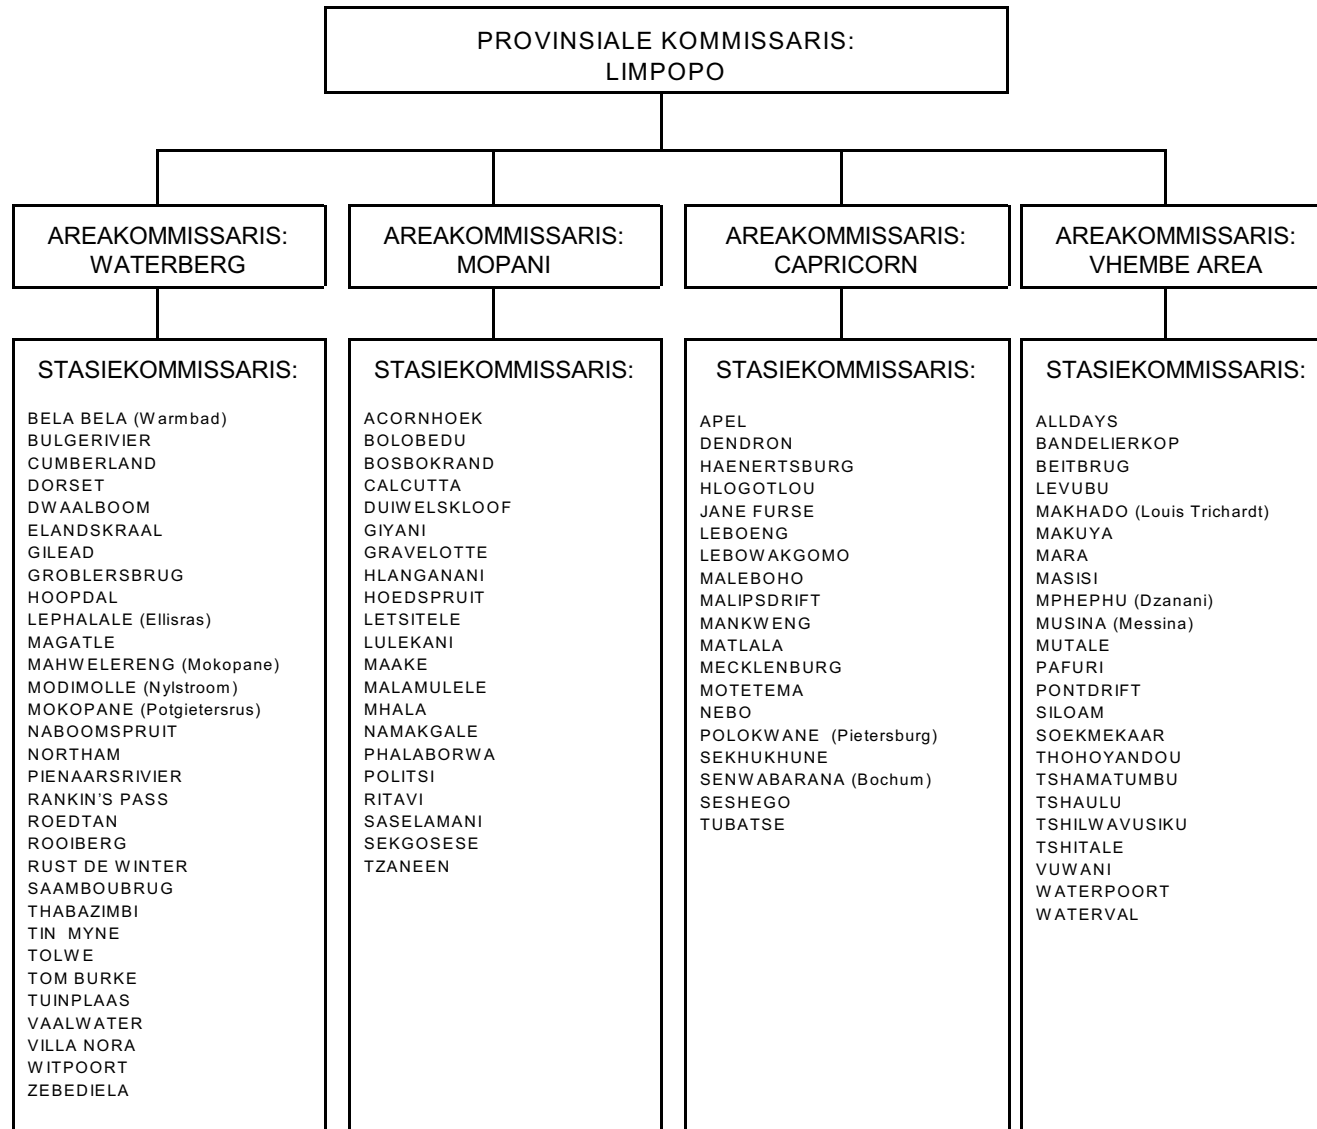 PROVINSIALE KOMMISSARIS:
LIMPOPO
AREAKOMMISSARIS:
WATERBERG
AREAKOMMISSARIS:
MOPANI
AREAKOMMISSARIS:
CAPRICORN
AREAKOMMISSARIS:
VHEMBE AREA
STASIEKOMMISSARIS:
BELA BELA (Warmbad)
BULGERIVIER
CUMBERLAND
DORSET
DWAALBOOM
ELANDSKRAAL
GILEAD
GROBLERSBRUG
HOOPDAL
LEPHALALE (Ellisras)
MAGATLE
MAHWELERENG (Mokopane)
MODIMOLLE (Nylstroom)
MOKOPANE (Potgietersrus)
NABOOMSPRUIT
NORTHAM
PIENAARSRIVIER
RANKIN'S PASS
ROEDTAN
ROOIBERG
RUST DE WINTER
SAAMBOUBRUG
THABAZIMBI
TIN MYNE
TOLWE
TOM BURKE
TUINPLAAS
VAALWATER
VILLA NORA
WITPOORT
ZEBEDIELA
STASIEKOMMISSARIS:
ACORNHOEK
BOLOBEDU
BOSBOKRAND
CALCUTTA
DUIWELSKLOOF
GIYANI
GRAVELOTTE
HLANGANANI
HOEDSPRUIT
LETSITELE
LULEKANI
MAAKE
MALAMULELE
MHALA
NAMAKGALE
PHALABORWA
POLITSI
RITAVI
SASELAMANI
SEKGOSESE
TZANEEN
STASIEKOMMISSARIS:
APEL
DENDRON
HAENERTSBURG
HLOGOTLOU
JANE FURSE
LEBOENG
LEBOWAKGOMO
MALEBOHO
MALIPSDRIFT
MANKWENG
MATLALA
MECKLENBURG
MOTETEMA
NEBO
POLOKWANE (Pietersburg)
SEKHUKHUNE
SENWABARANA (Bochum)
SESHEGO
TUBATSE
STASIEKOMMISSARIS:
ALLDAYS
BANDELIERKOP
BEITBRUG
LEVUBU
MAKHADO (Louis Trichardt)
MAKUYA
MARA
MASISI
MPHEPHU (Dzanani)
MUSINA (Messina)
MUTALE
PAFURI
PONTDRIFT
SILOAM
SOEKMEKAAR
THOHOYANDOU
TSHAMATUMBU
TSHAULU
TSHILWAVUSIKU
TSHITALE
VUWANI
WATERPOORT
WATERVAL